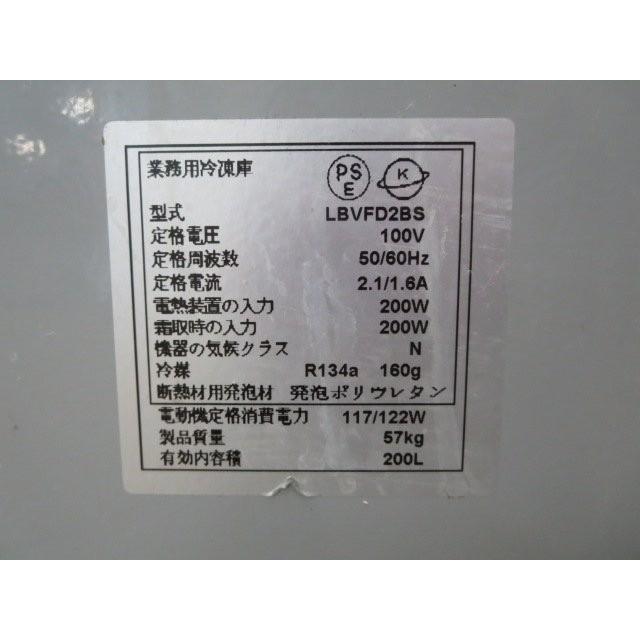 業務用冷凍庫 PS E K
型式 LBVFD2BS
定格電圧 100V
定格周波数 50/60Hz
定格電流 2.1/1.6A
電熱装置の入力 200W
霜取時の入力 200W
機器の気候クラス N
冷媒 R134a 160g
断熱材用発泡材 発泡ポリウレタン
電動機定格消費電力 117/122W
製品質量 57kg
有効内容積 200L